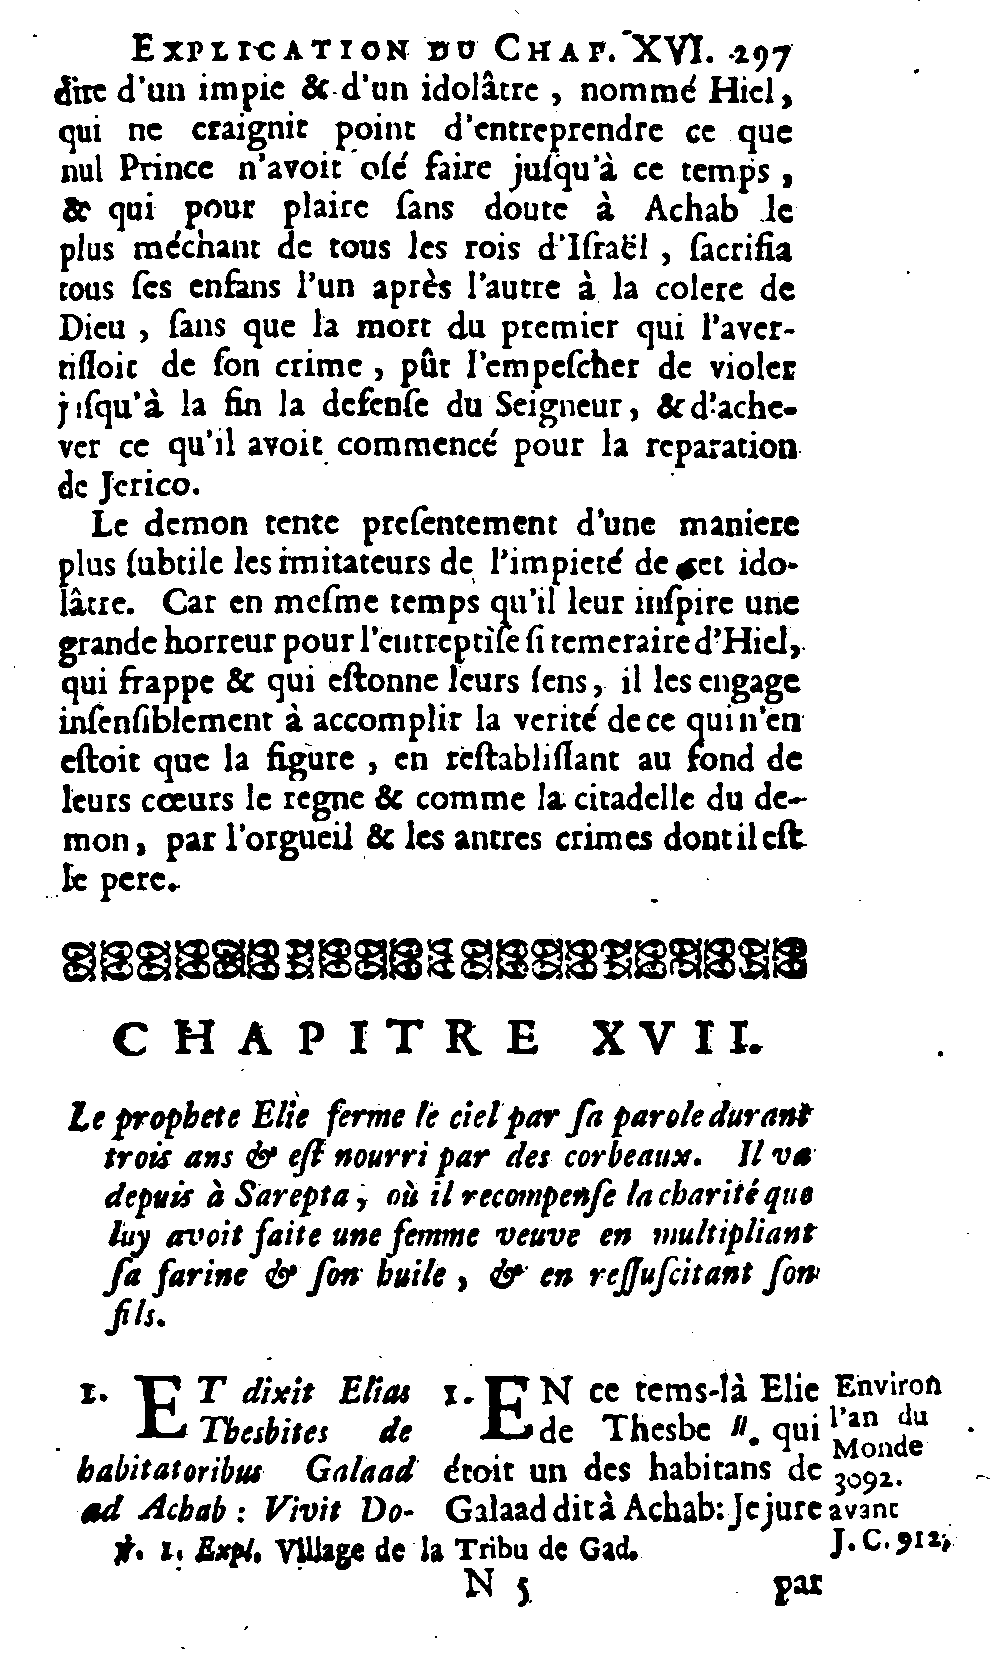 EXPLICATION DU CHAP. XVI. 297
dire d'un impie & d'un idolâtre, nommé Hiel,
qui ne craignit point d'entreprendre ce que
nul Prince n'avoit oſé faire juſqu'à ce temps,
& qui pour plaire ſans doute à Achab le
plus méchant de tous les rois d'Iſraël, ſacrifia
tous ſes enfans l'un après l'autre à la colere de
Dieu, ſans que la mort du premier qui l'aver-
tiſſoit de ſon crime, pût l'empeſcher de violer
juſqu'à la fin la defenſe du Seigneur, & d'ache-
ver ce qu'il avoit commencé pour la reparation
de Jerico.
Le demon tente preſentement d'une maniere
plus ſubtile les imitateurs de l'impieté de cet ido-
lâtre. Car en meſme temps qu'il leur inſpire une
grande horreur pour l'entrepriſe ſi temeraire d'Hiel,
qui frappe & qui eſtonne leurs ſens, il les engage
inſenſiblement à accomplir la verité de ce qui n'en
eſtoit que la figure, en reſtabliſſant au fond de
leurs cœurs le regne & comme la citadelle du de-
mon, par l'orgueil & les antres crimes dont il eſt
le pere.
CHAPITRE XVII.
Le prophete Elie ferme le ciel par ſa parole durant
trois ans & eſt nourri par des corbeaux. Il va
depuis à Sarepta, où il recompenſe la charité que
luy avoit faite une femme veuve en multipliant
ſa farine & ſon huile, & en reſſuſcitant ſon
fils.
1. ET dixit Elias
Thesbites de
habitatoribus Galaad
ad Achab : Vivit Do-
1. EN ce tems-là Elie
de Thesbe ". qui
étoit un des habitans de
Galaad dit à Achab: Je jure
Environ
l'an du
Monde
3092.
avant
J. C. 912.
ỳ. 1. Expl. Village de la Tribu de Gad.
N 5 par